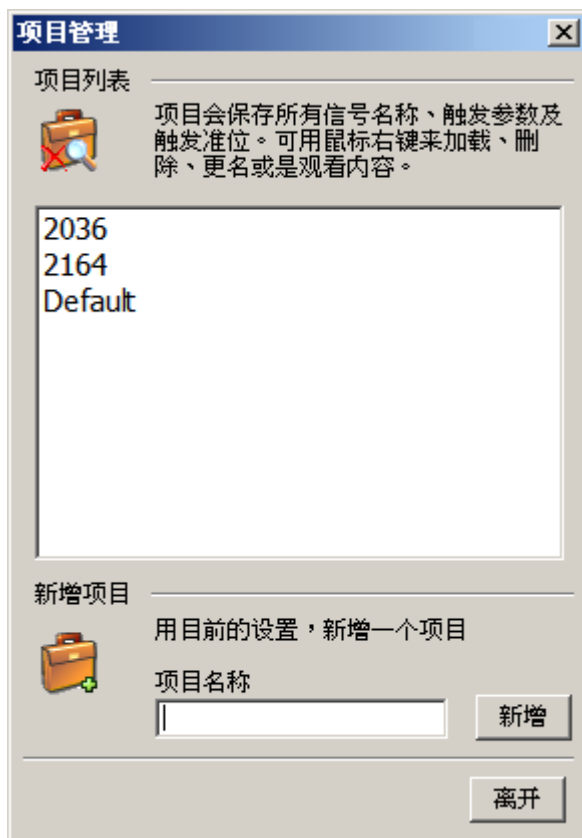 项目管理
项目列表
项目会保存所有信号名称、触发参数及
触发准位。可用鼠标右键来加载、删
除、更名或是观看内容。
2036
2164
Default
新增项目
用目前的设置，新增一个项目
项目名称
新增
离开